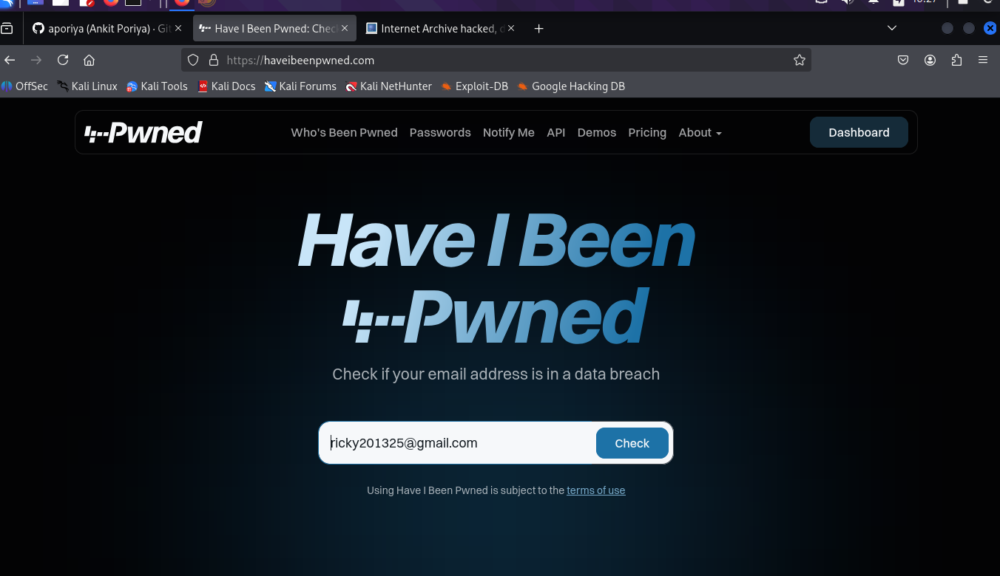 aporiya (Ankit Poriya) · Git
Have I Been Pwned: Chec
Internet Archive hacked, d
https://haveibeenpwned.com
OffSec Kali Linux Kali Tools Kali Docs Kali Forums Kali NetHunter Exploit-DB Google Hacking DB
Pwned Who's Been Pwned Passwords Notify Me API Demos Pricing About Dashboard
Have I Been
Pwned
Check if your email address is in a data breach
ricky201325@gmail.com Check
Using Have I Been Pwned is subject to the terms of use